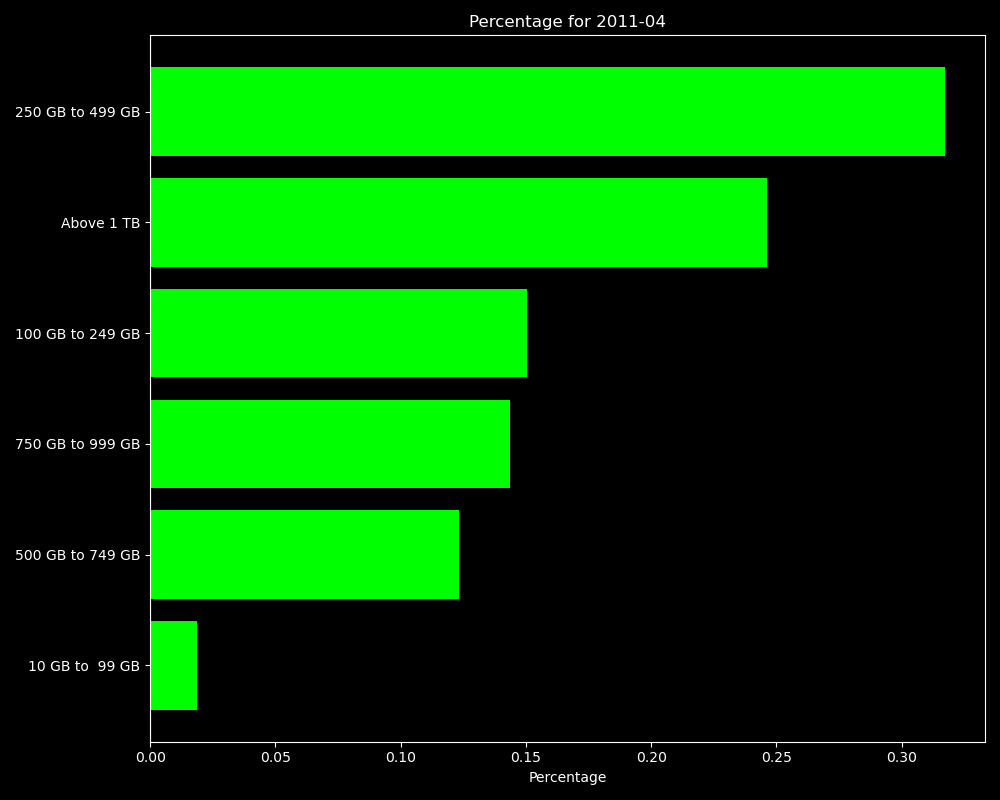 Percentage for 2011-04
250 GB to 499 GB
Above 1 TB
100 GB to 249 GB
750 GB to 999 GB
500 GB to 749 GB
10 GB to  99 GB
0.00 0.05 0.10 0.15 0.20 0.25 0.30
Percentage